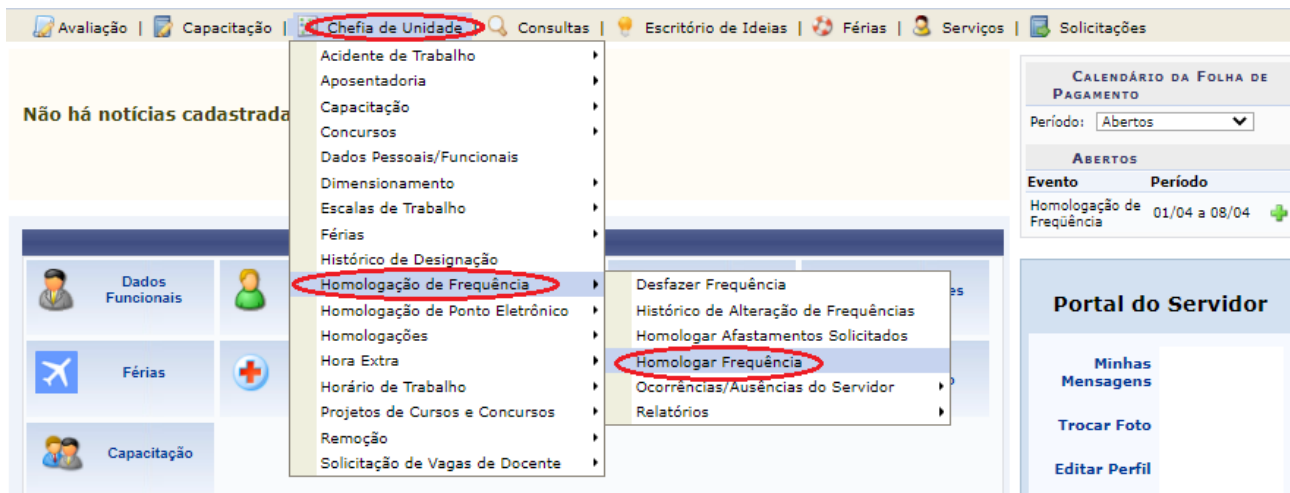 Avaliação | Capacitação | Chefia de Unidade | Consultas | Escritório de Ideias | Férias | Serviços | Solicitações
Não há notícias cadastrada
Acidente de Trabalho
Aposentadoria
Capacitação
Concursos
Dados Pessoais/Funcionais
Dimensionamento
Escalas de Trabalho
Férias
Histórico de Designação
Homologação de Frequência
Homologação de Ponto Eletrônico
Homologações
Hora Extra
Horário de Trabalho
Projetos de Cursos e Concursos
Remoção
Solicitação de Vagas de Docente
Desfazer Frequência
Histórico de Alteração de Frequências
Homologar Afastamentos Solicitados
Homologar Frequência
Ocorrências/Ausências do Servidor
Relatórios
Dados
Funcionais
es
Férias
Capacitação
CALENDÁRIO DA FOLHA DE
PAGAMENTO
Período: Abertos
ABERTOS
Evento Período
Homologação de
Freqüência 01/04 a 08/04
Portal do Servidor
Minhas
Mensagens
Trocar Foto
Editar Perfil